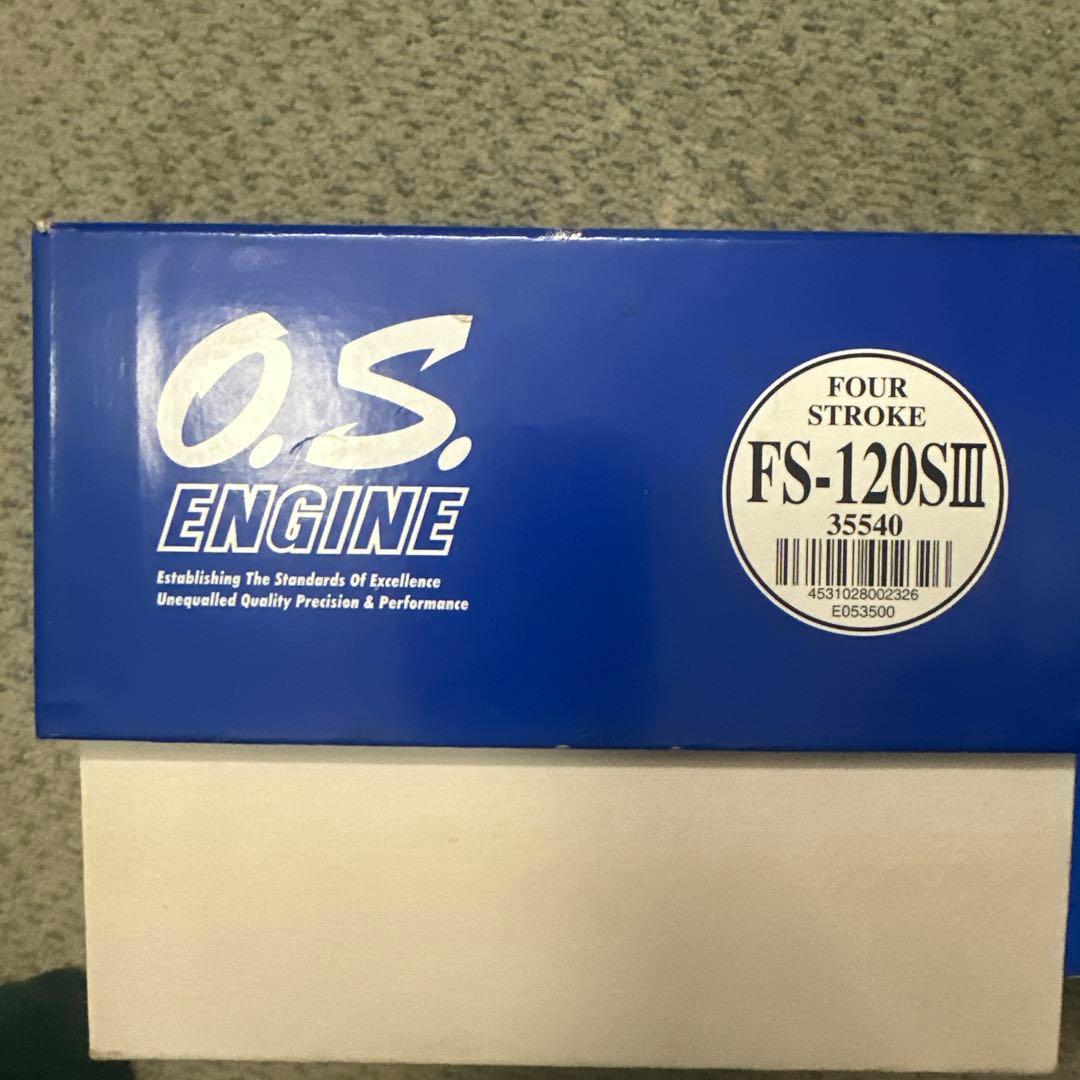 O.S.
ENGINE
Establishing The Standards Of Excellence
Unequalled Quality Precision & Performance
FOUR
STROKE
FS-120SⅢ
35540
4531028002326
E053500